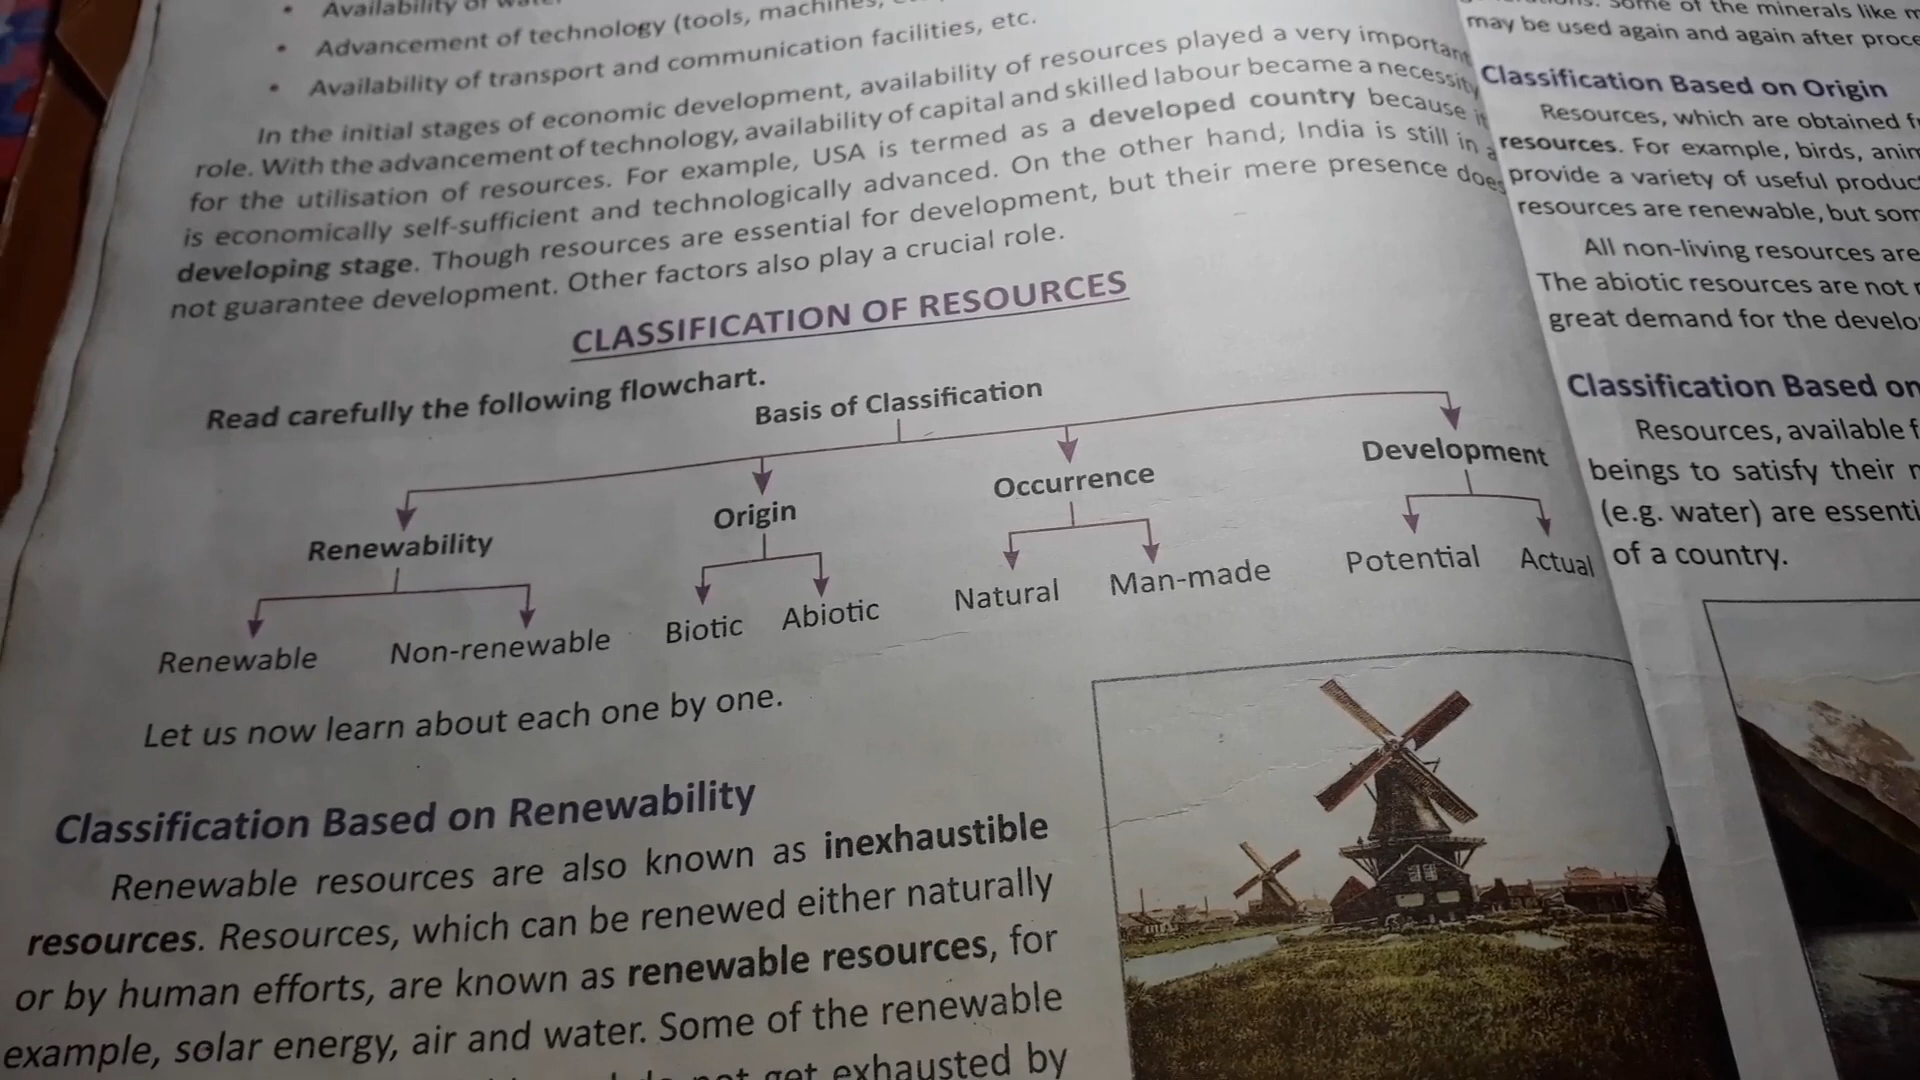 Availability of
• Advancement of technology (tools, machines,
• Availability of transport and communication facilities, etc.
In the initial stages of economic development, availability of resources played a very important
role. With the advancement of technology, availability of capital and skilled labour became a necessity
for the utilisation of resources. For example, USA is termed as a developed country because it
is economically self-sufficient and technologically advanced. On the other hand, India is still in a
developing stage. Though resources are essential for development, but their mere presence does
not guarantee development. Other factors also play a crucial role.
CLASSIFICATION OF RESOURCES
Read carefully the following flowchart.
Basis of Classification
Renewability
Origin
Occurrence
Development
Renewable
Non-renewable
Biotic
Abiotic
Natural
Man-made
Potential
Actual
Let us now learn about each one by one.
Classification Based on Renewability
Renewable resources are also known as inexhaustible
resources. Resources, which can be renewed either naturally
or by human efforts, are known as renewable resources, for
example, solar energy, air and water. Some of the renewable
not get exhausted by
Some of the minerals like
may be used again and again after
Classification Based on Origin
Resources, which are obtained
resources. For example, birds,
provide a variety of useful
resources are renewable, but
All non-living resources are
The abiotic resources are not
great demand for the
Classification Based on
Resources, available
beings to satisfy their
(e.g. water) are
of a country.